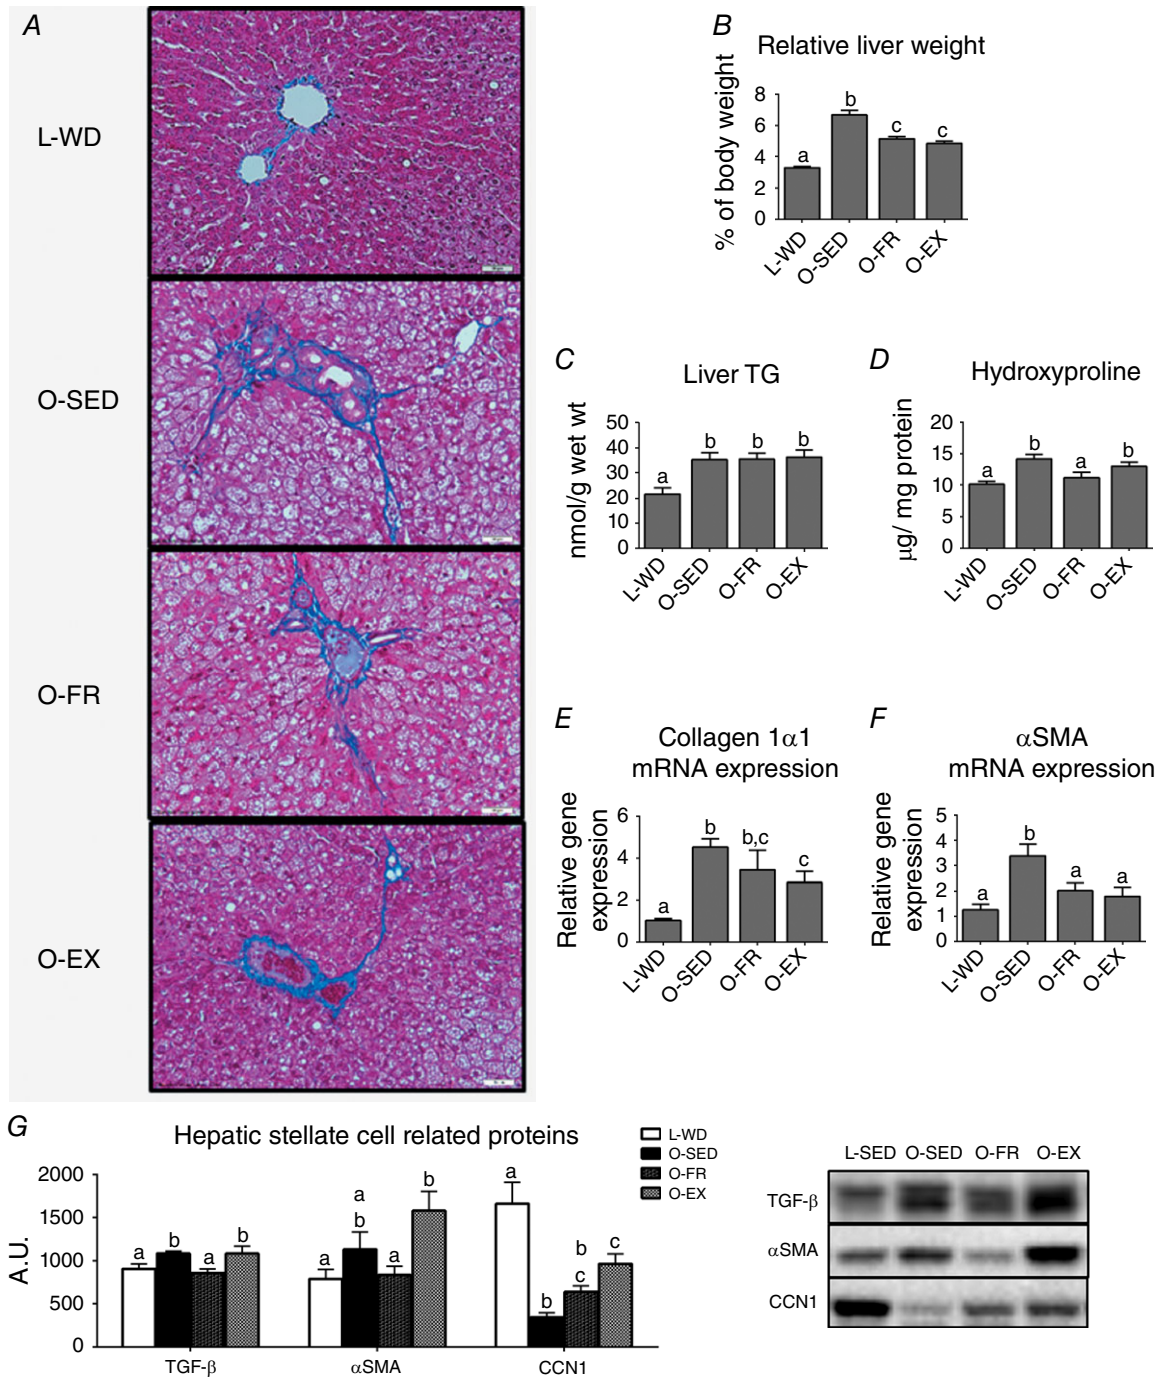 A
L-WD
O-SED
O-FR
O-EX
B
Relative liver weight
% of body weight
8
6
4
2
0
a
b
c
c
L-WD
O-SED
O-FR
O-EX
C
Liver TG
nmol/g wet wt
50
40
30
20
10
0
a
b
b
b
L-WD
O-SED
O-FR
O-EX
D
Hydroxyproline
μg/ mg protein
20
15
10
5
0
a
b
a
b
L-WD
O-SED
O-FR
O-EX
E
Collagen 1α1
mRNA expression
Relative gene
expression
6
4
2
0
a
b
b,c
c
L-WD
O-SED
O-FR
O-EX
F
αSMA
mRNA expression
Relative gene
expression
5
4
3
2
1
0
a
b
a
a
L-WD
O-SED
O-FR
O-EX
G
Hepatic stellate cell related proteins
L-WD
O-SED
O-FR
O-EX
A.U.
2000
1500
1000
500
0
a
b
a
b
a
a
b
a
b
a
b
b
c
c
TGF-β
αSMA
CCN1
L-SED O-SED O-FR O-EX
TGF-β
αSMA
CCN1